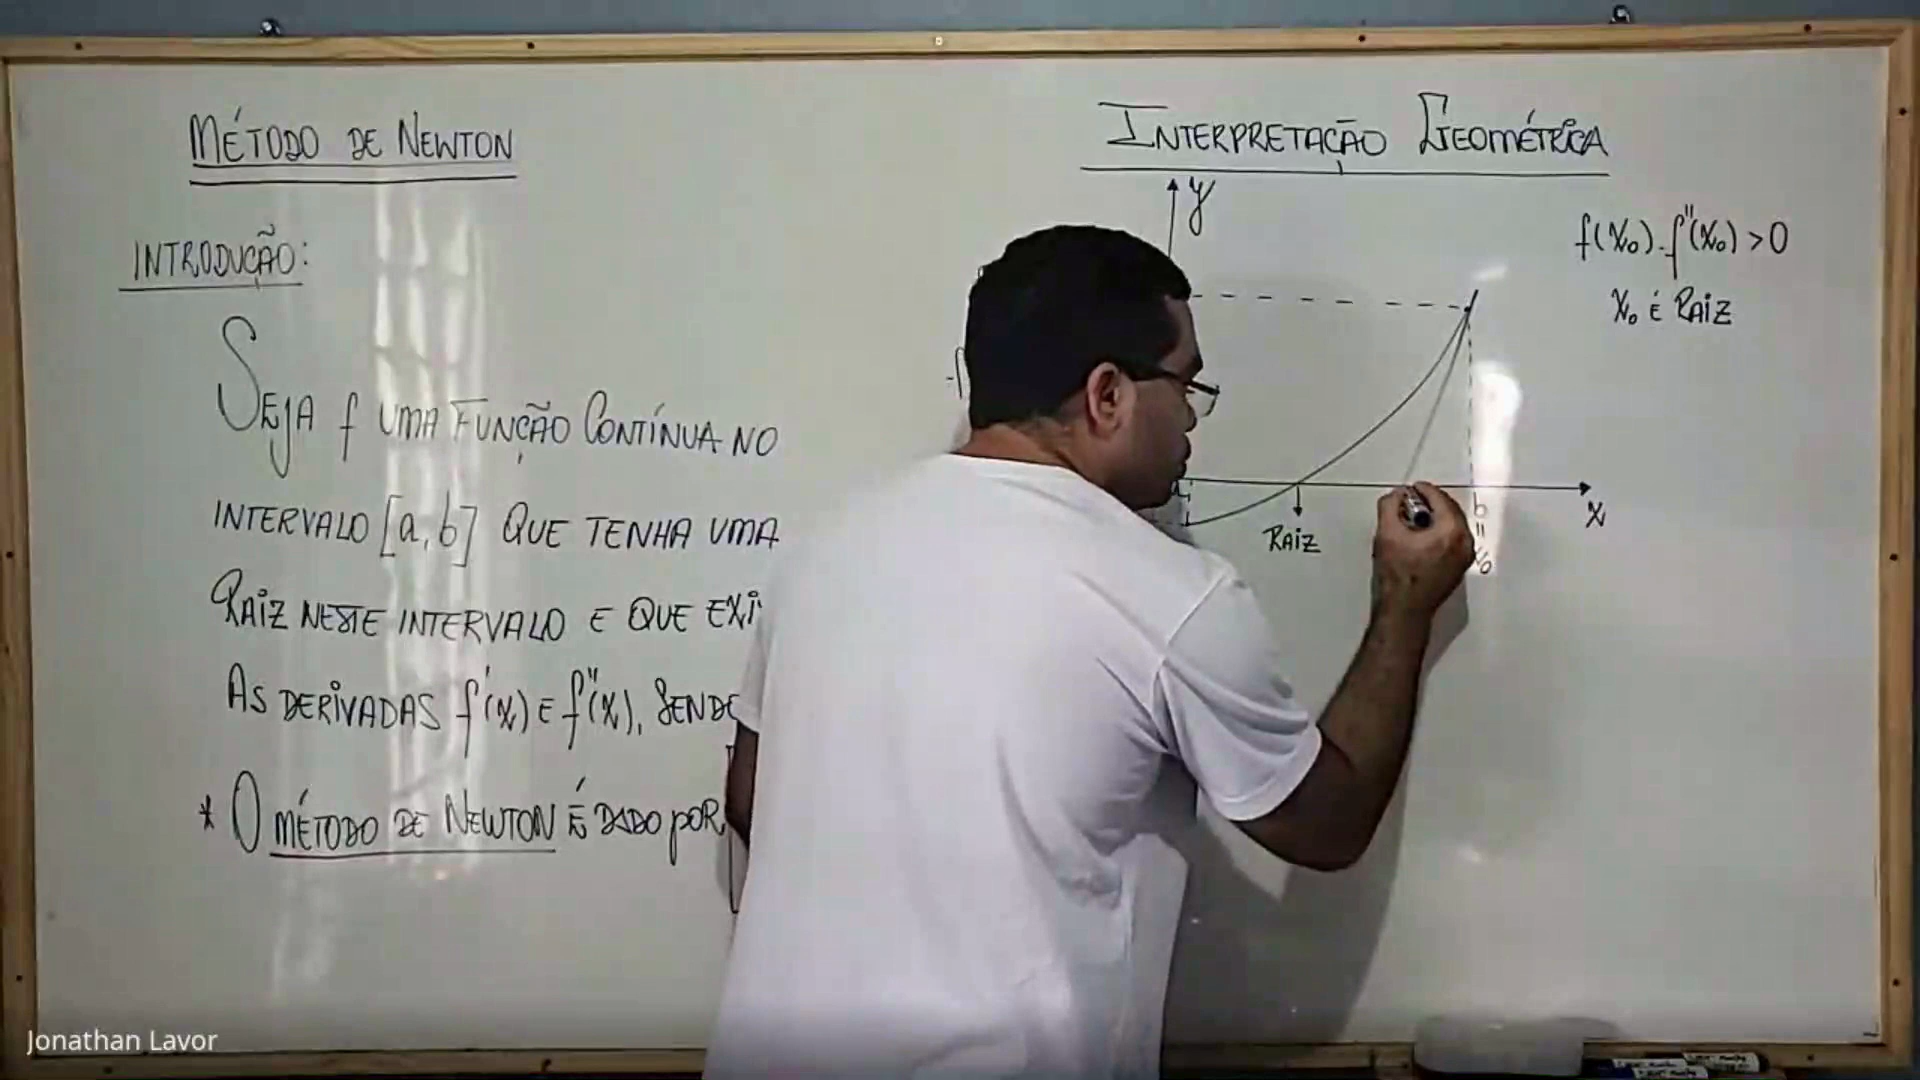 MÉTODO DE NEWTON
INTRODUÇÃO:
SEJA f UMA FUNÇÃO CONTÍNUA NO
INTERVALO [a,b] QUE TENHA UMA
RAIZ NESTE INTERVALO E QUE EXI
AS DERIVADAS f'(x) E f''(x), SENDO
* O MÉTODO DE NEWTON É DADO POR
INTERPRETAÇÃO GEOMÉTRICA
y
f(x₀).f''(x₀) > 0
x₀ É RAIZ
a
RAIZ
b
"
x₀
x
Jonathan Lavor